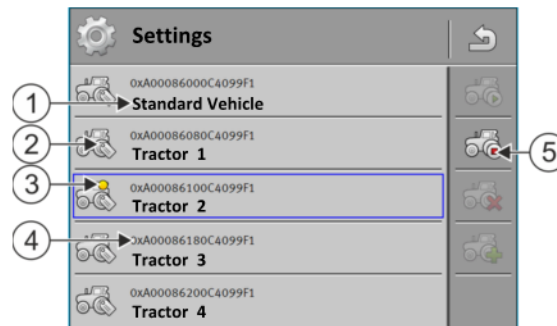 Settings
0xA00086000C4099F1
1
Standard Vehicle
2
0xA00086080C4099F1
Tractor 1
5
3
0xA00086100C4099F1
Tractor 2
4
0xA00086180C4099F1
Tractor 3
0xA00086200C4099F1
Tractor 4